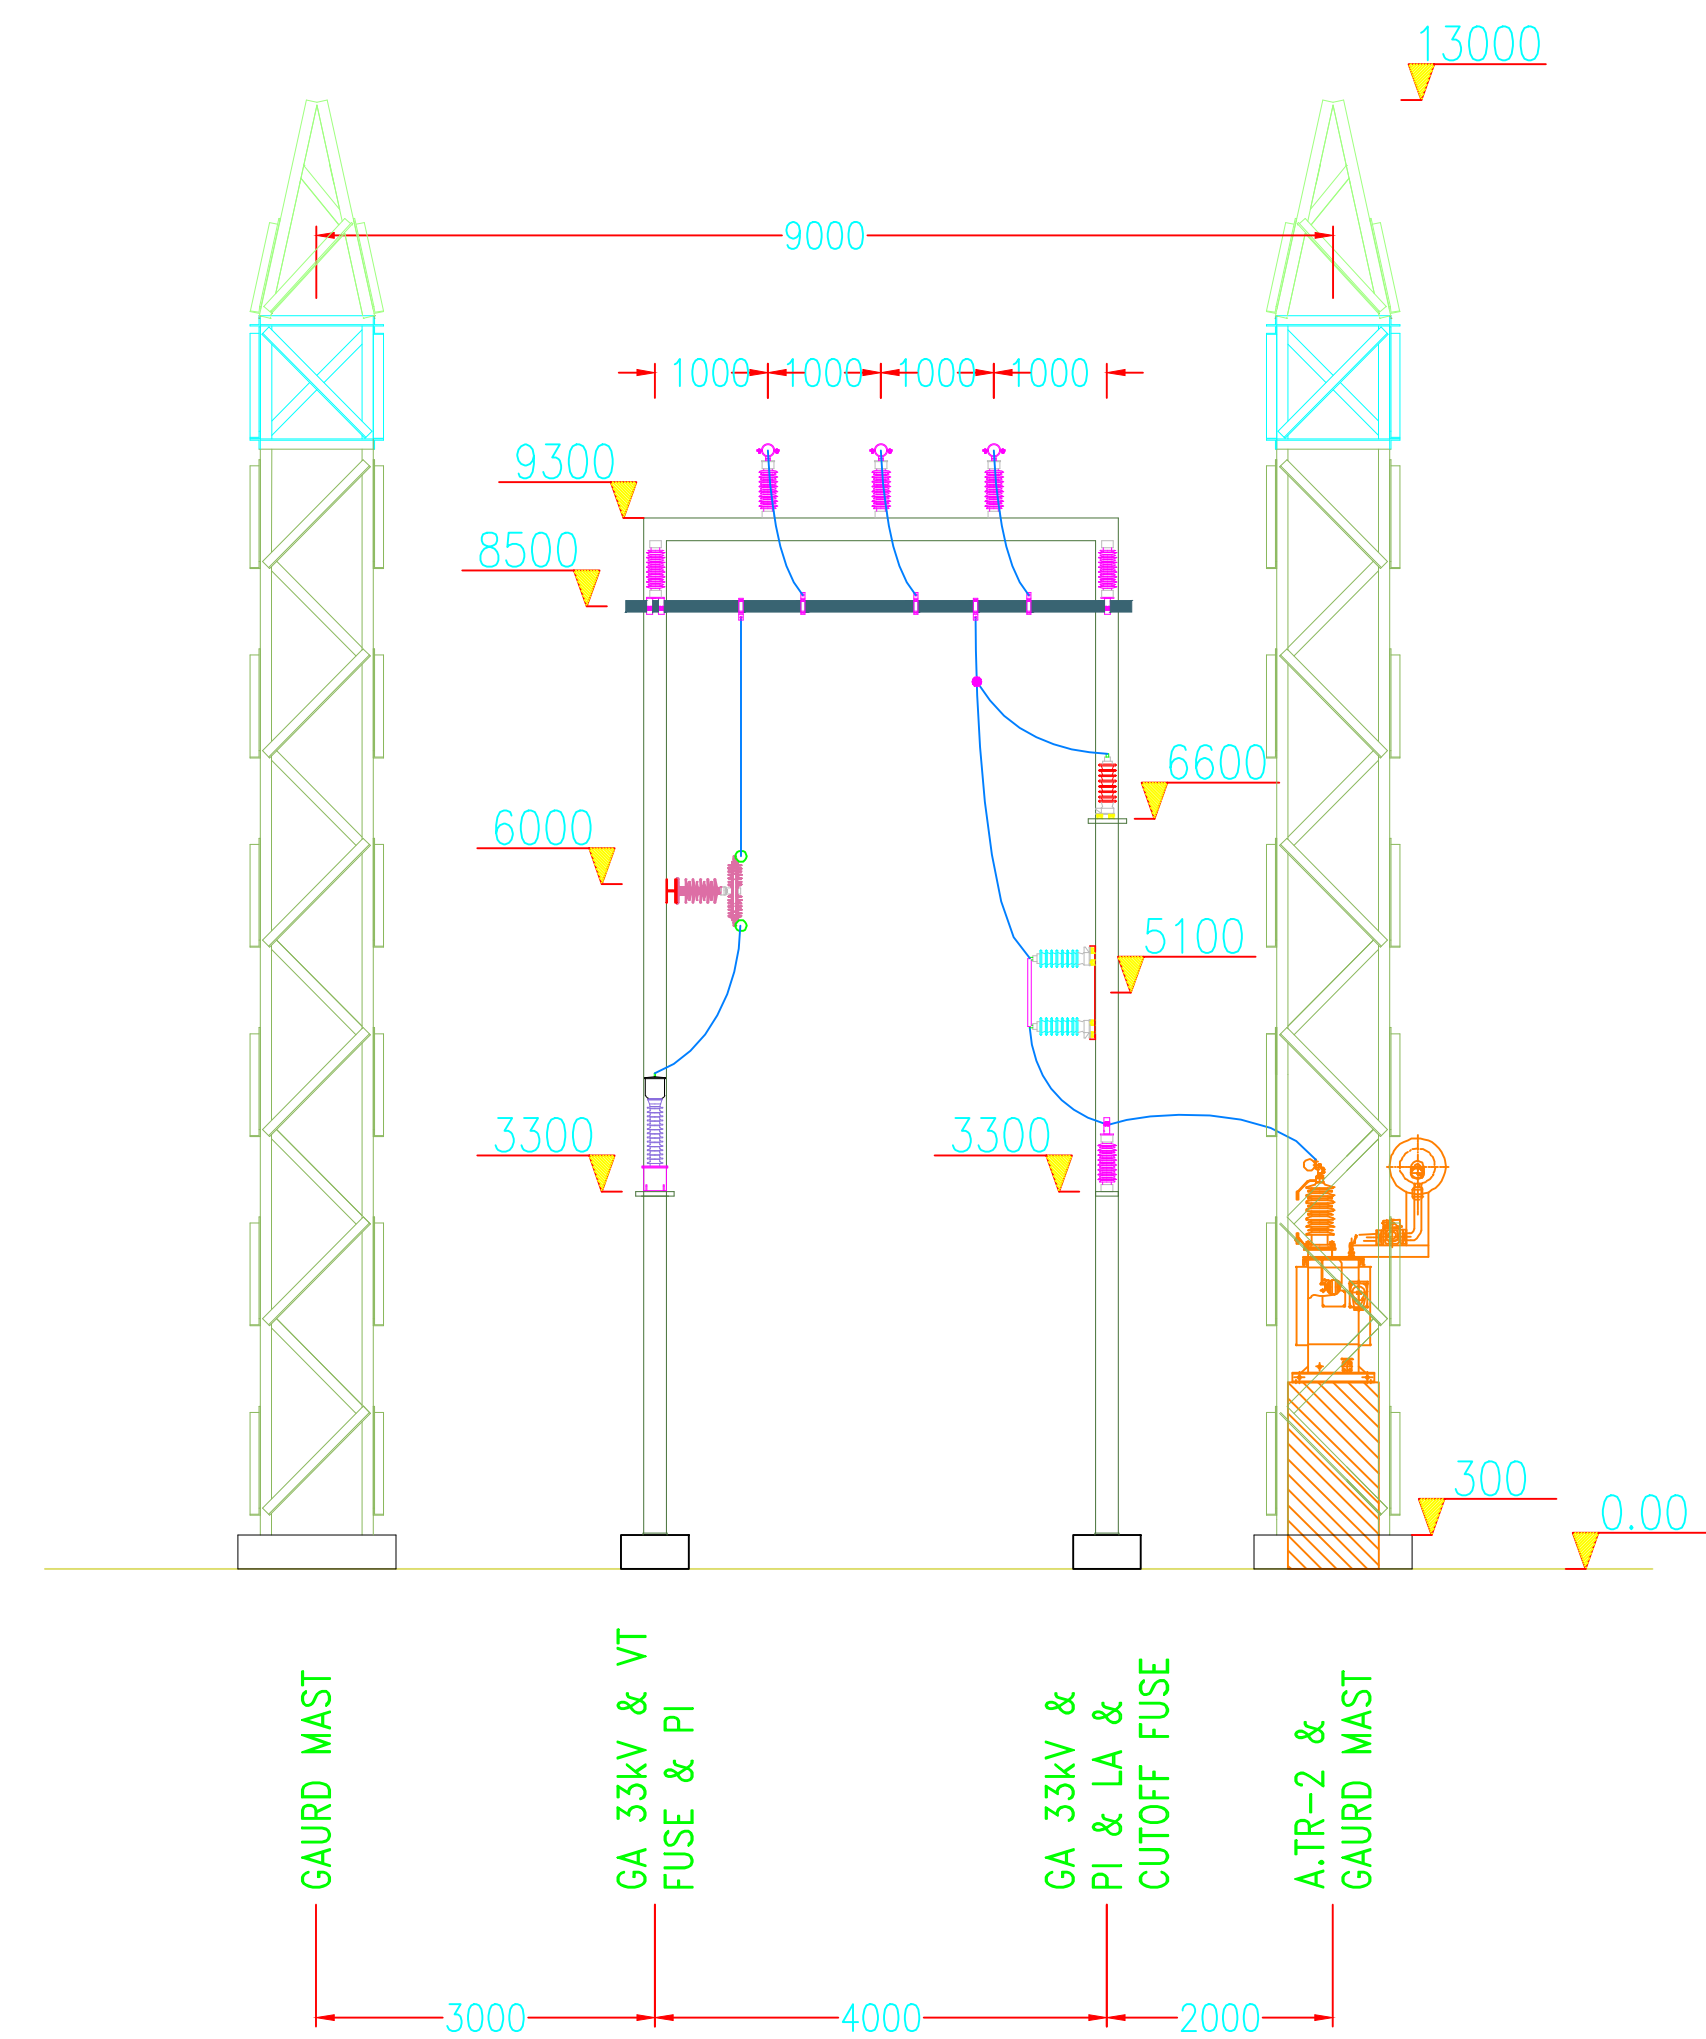 13000
9000
1000 1000 1000 1000
9300
8500
6600
6000
5100
3300
3300
300
0.00
GAURD MAST
GA 33kV & VT
FUSE & PI
GA 33kV &
PI & LA &
CUTOFF FUSE
A.TR-2 &
GAURD MAST
3000
4000
2000